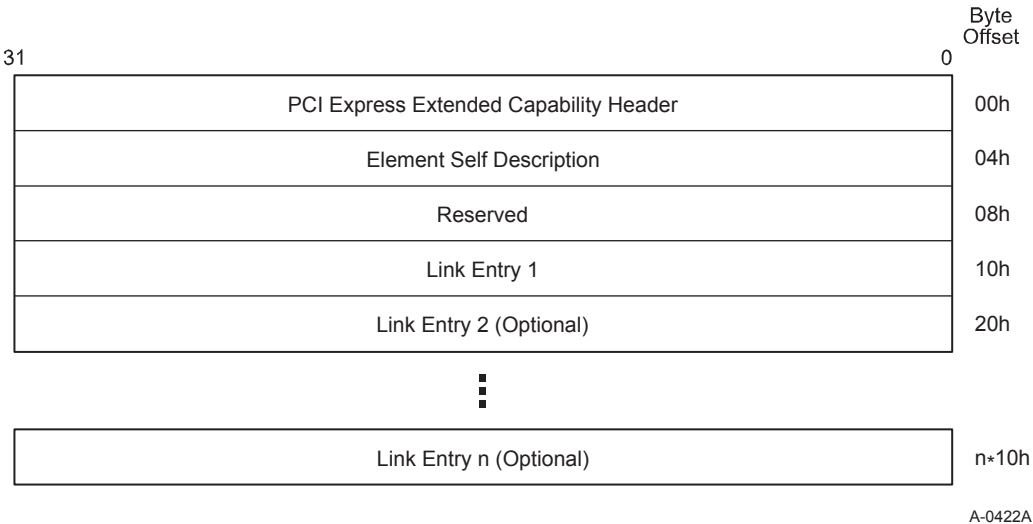 Byte
Offset
31 0
PCI Express Extended Capability Header 00h
Element Self Description 04h
Reserved 08h
Link Entry 1 10h
Link Entry 2 (Optional) 20h
Link Entry n (Optional) n*10h
A-0422A